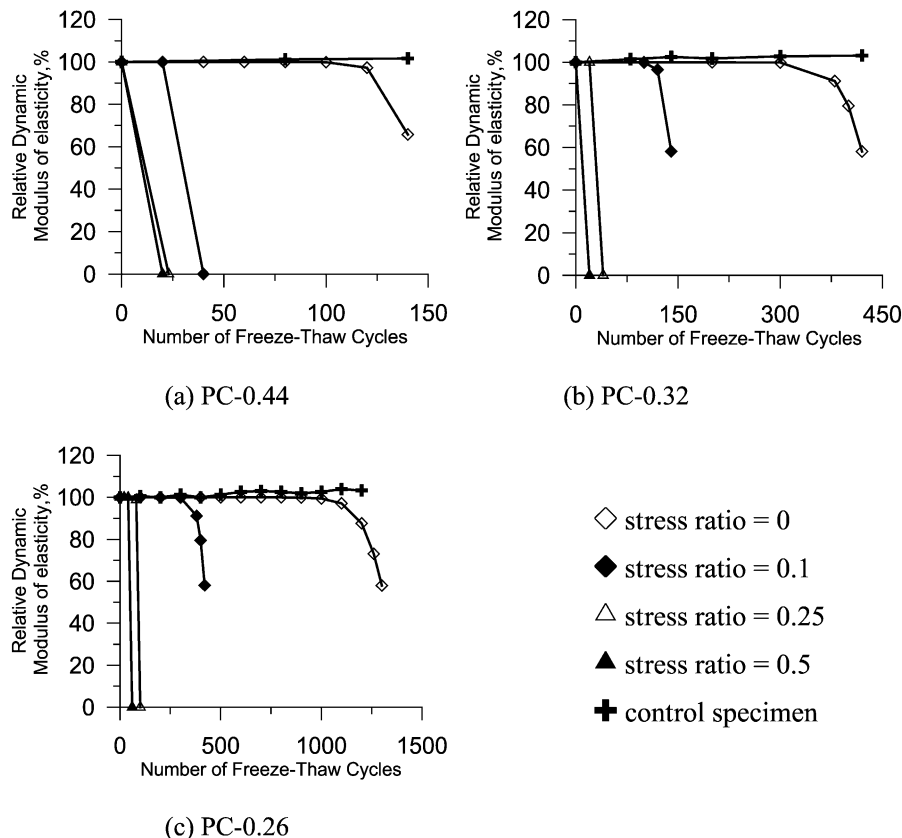 120
100
80
60
40
20
0
Relative Dynamic
Modulus of elasticity,%
0 50 100 150
Number of Freeze-Thaw Cycles
(a) PC-0.44
120
100
80
60
40
20
0
Relative Dynamic
Modulus of elasticity,%
0 150 300 450
Number of Freeze-Thaw Cycles
(b) PC-0.32
120
100
80
60
40
20
0
Relative Dynamic
Modulus of elasticity,%
0 500 1000 1500
Number of Freeze-Thaw Cycles
(c) PC-0.26
stress ratio = 0
stress ratio = 0.1
stress ratio = 0.25
stress ratio = 0.5
control specimen